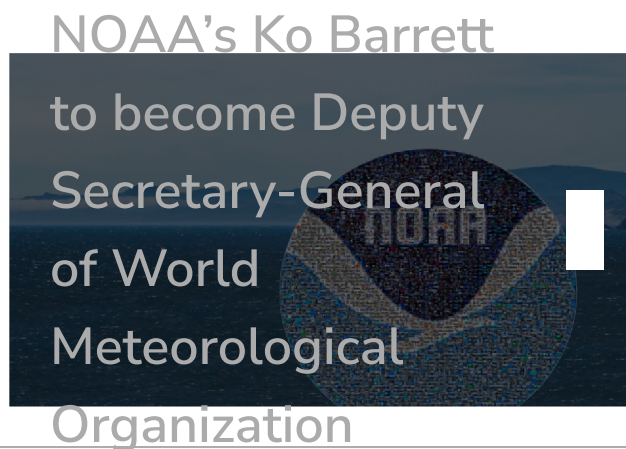 NOAA’s Ko Barrett
to become Deputy
Secretary-General
NOAA
of World
Meteorological
Organization